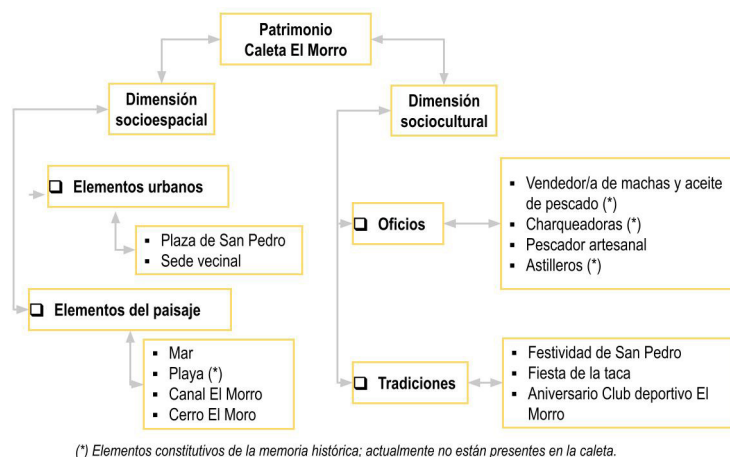 Patrimonio
Caleta El Morro
Dimensión
socioespacial
Dimensión
sociocultural
❑ Elementos urbanos
▪ Plaza de San Pedro
▪ Sede vecinal
❑ Elementos del paisaje
▪ Mar
▪ Playa (*)
▪ Canal El Morro
▪ Cerro El Moro
❑ Oficios
▪ Vendedor/a de machas y aceite
de pescado (*)
▪ Charqueadoras (*)
▪ Pescador artesanal
▪ Astilleros (*)
❑ Tradiciones
▪ Festividad de San Pedro
▪ Fiesta de la taca
▪ Aniversario Club deportivo El
Morro
(*) Elementos constitutivos de la memoria histórica; actualmente no están presentes en la caleta.